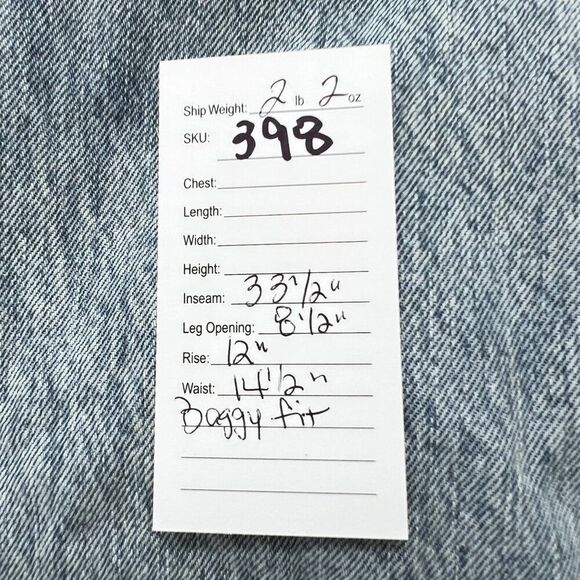 Ship Weight: 2 lb 2 oz
SKU: 398
Chest:
Length:
Width:
Height:
Inseam: 33 1/2"
Leg Opening: 8 1/2"
Rise: 12"
Waist: 14 1/2"
Baggy fit